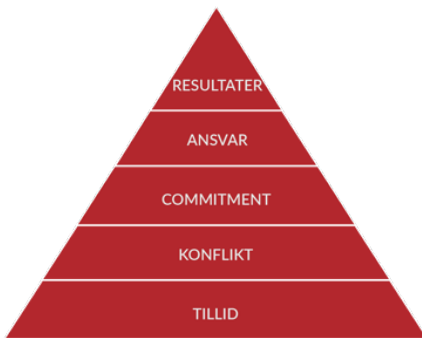 RESULTATER
ANSVAR
COMMITMENT
KONFLIKT
TILLID